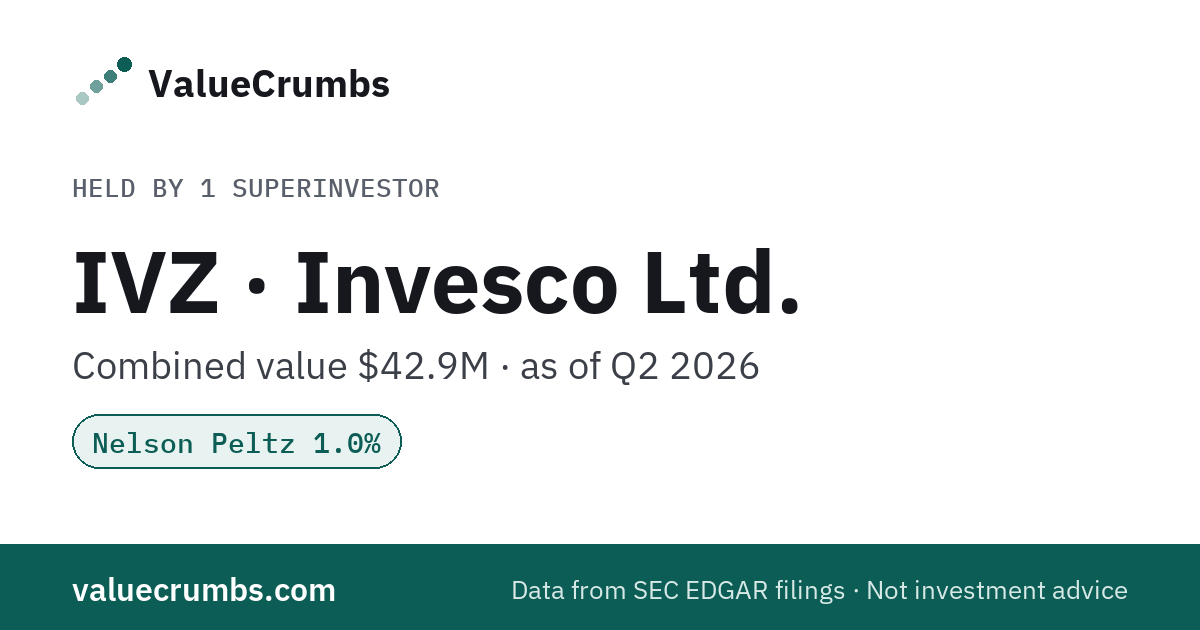 ValueCrumbs
HELD BY 1 SUPERINVESTOR
IVZ · Invesco Ltd.
Combined value $42.9M · as of Q2 2026
Nelson Peltz 1.0%
valuecrumbs.com
Data from SEC EDGAR filings · Not investment advice